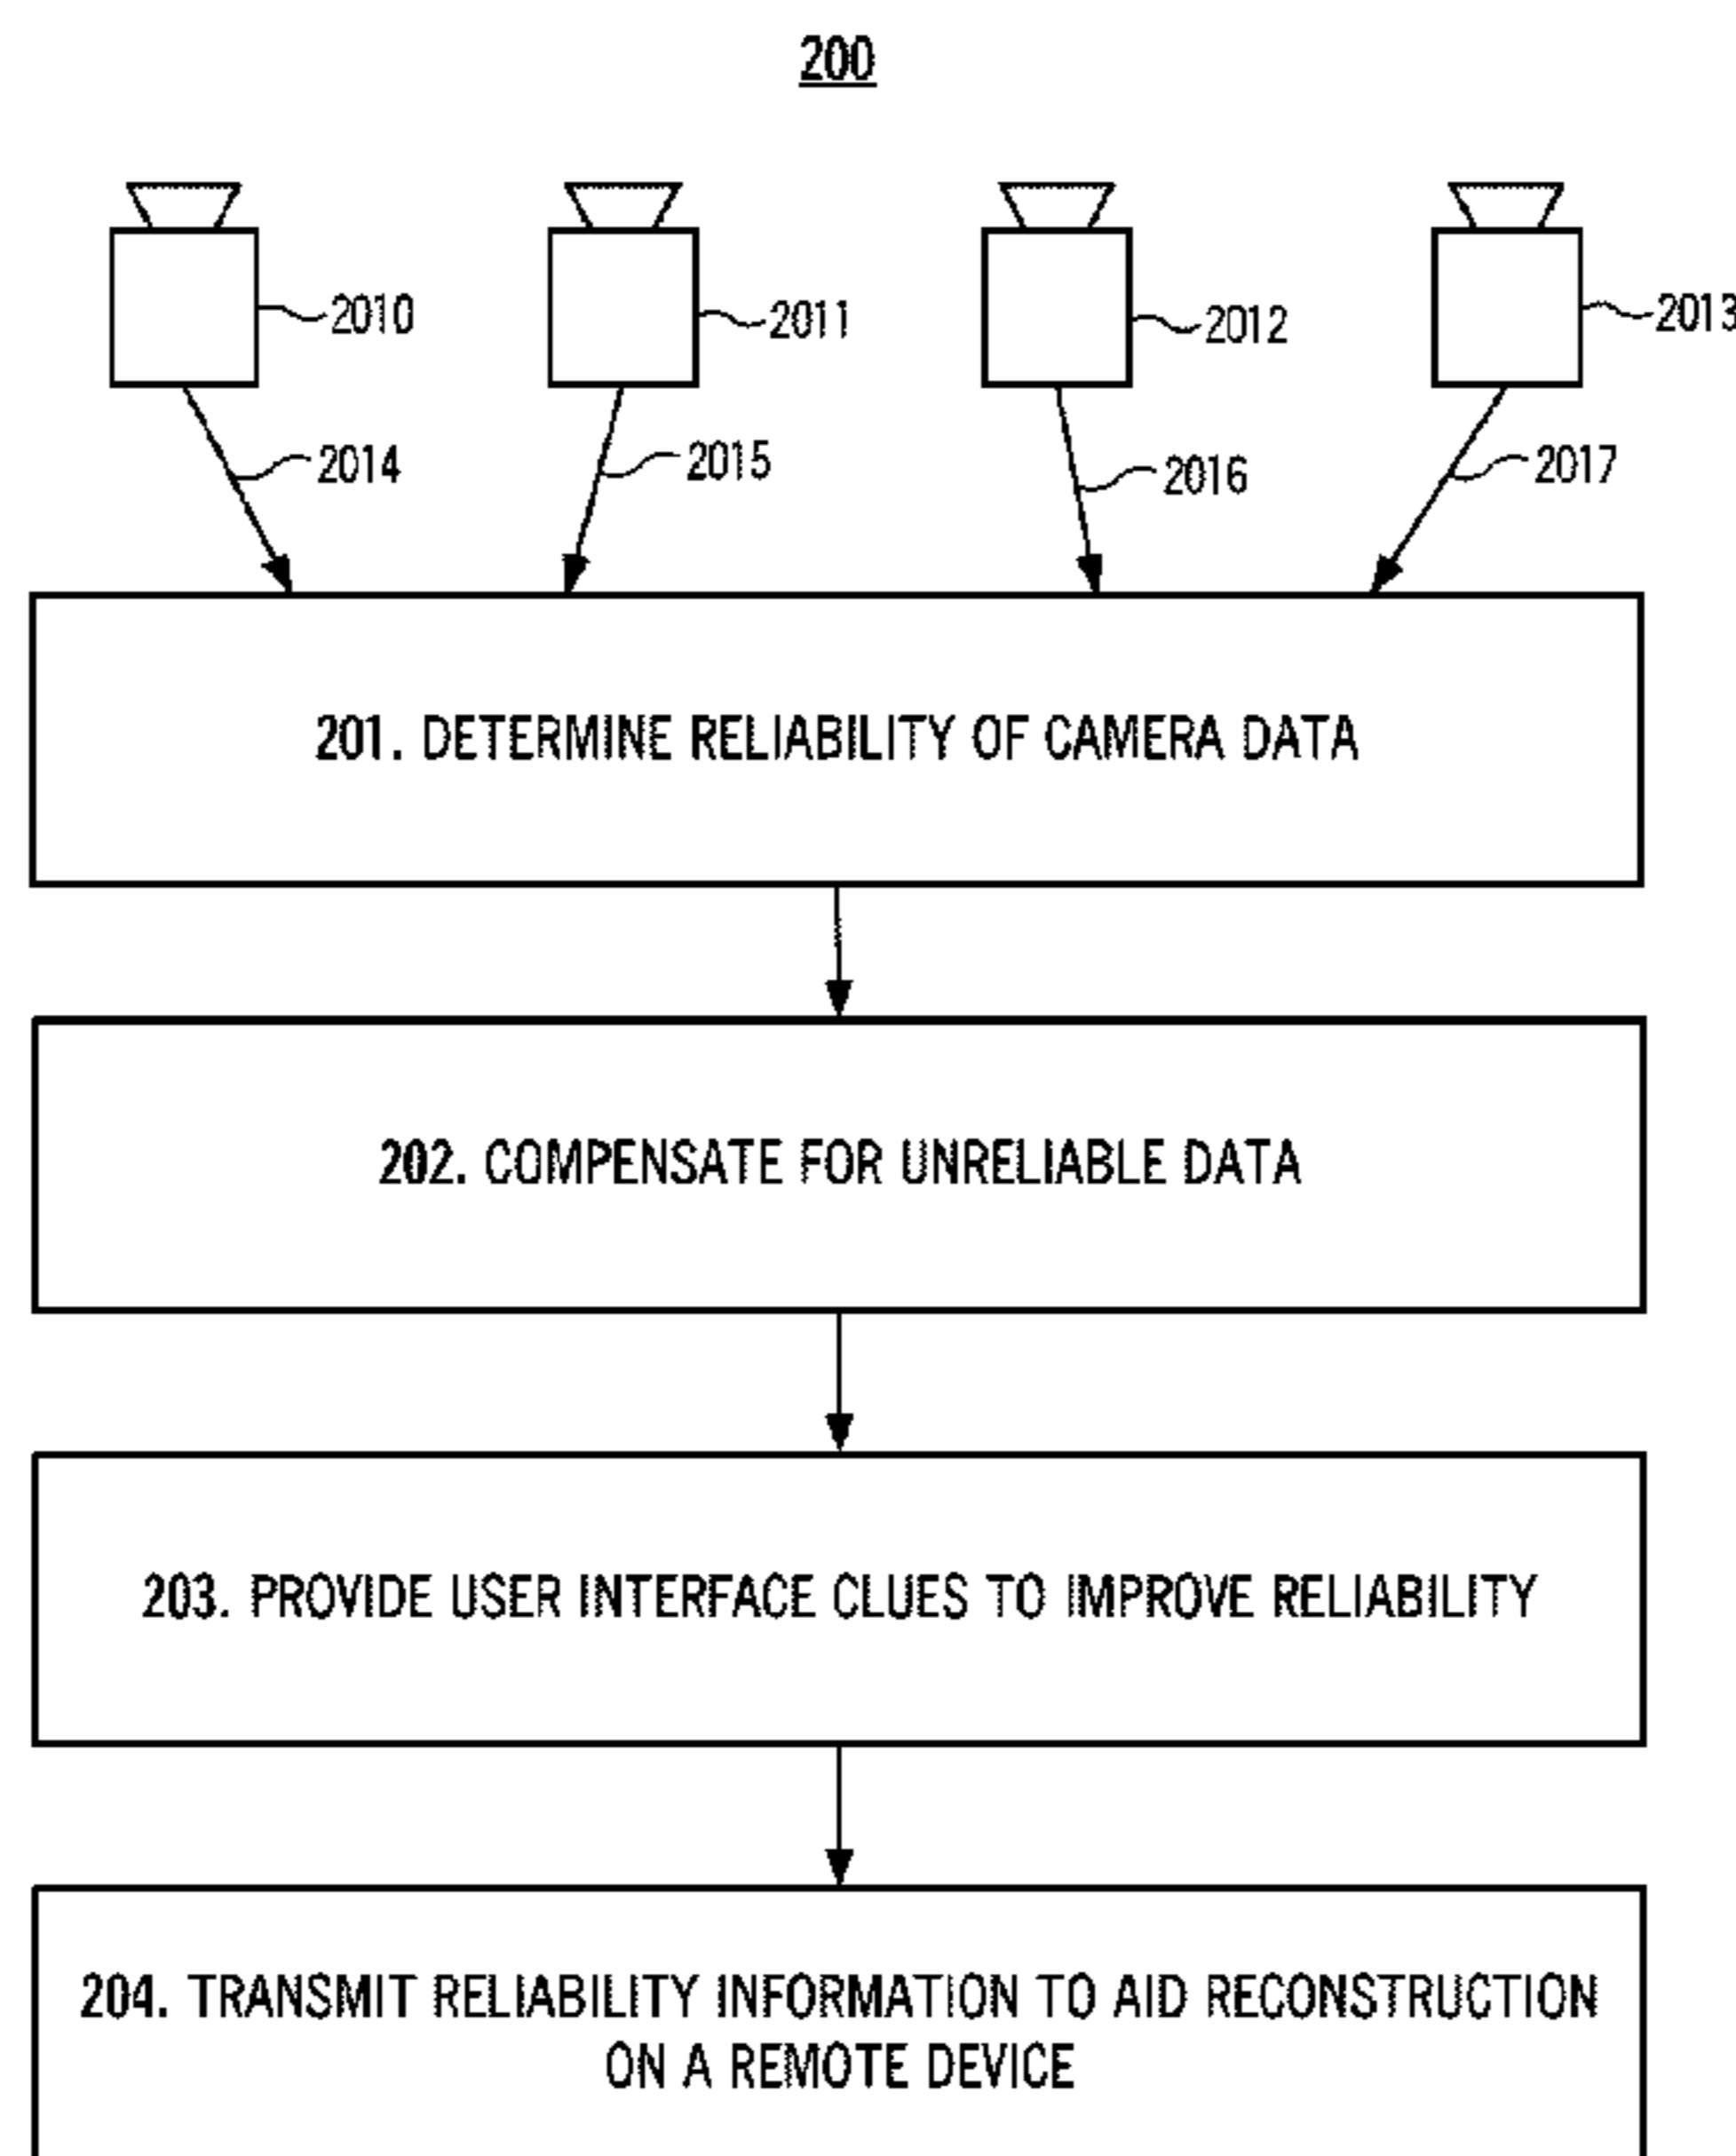 200
2010
2011
2012
2013
2014
2015
2016
2017
201. DETERMINE RELIABILITY OF CAMERA DATA
202. COMPENSATE FOR UNRELIABLE DATA
203. PROVIDE USER INTERFACE CLUES TO IMPROVE RELIABILITY
204. TRANSMIT RELIABILITY INFORMATION TO AID RECONSTRUCTION
ON A REMOTE DEVICE